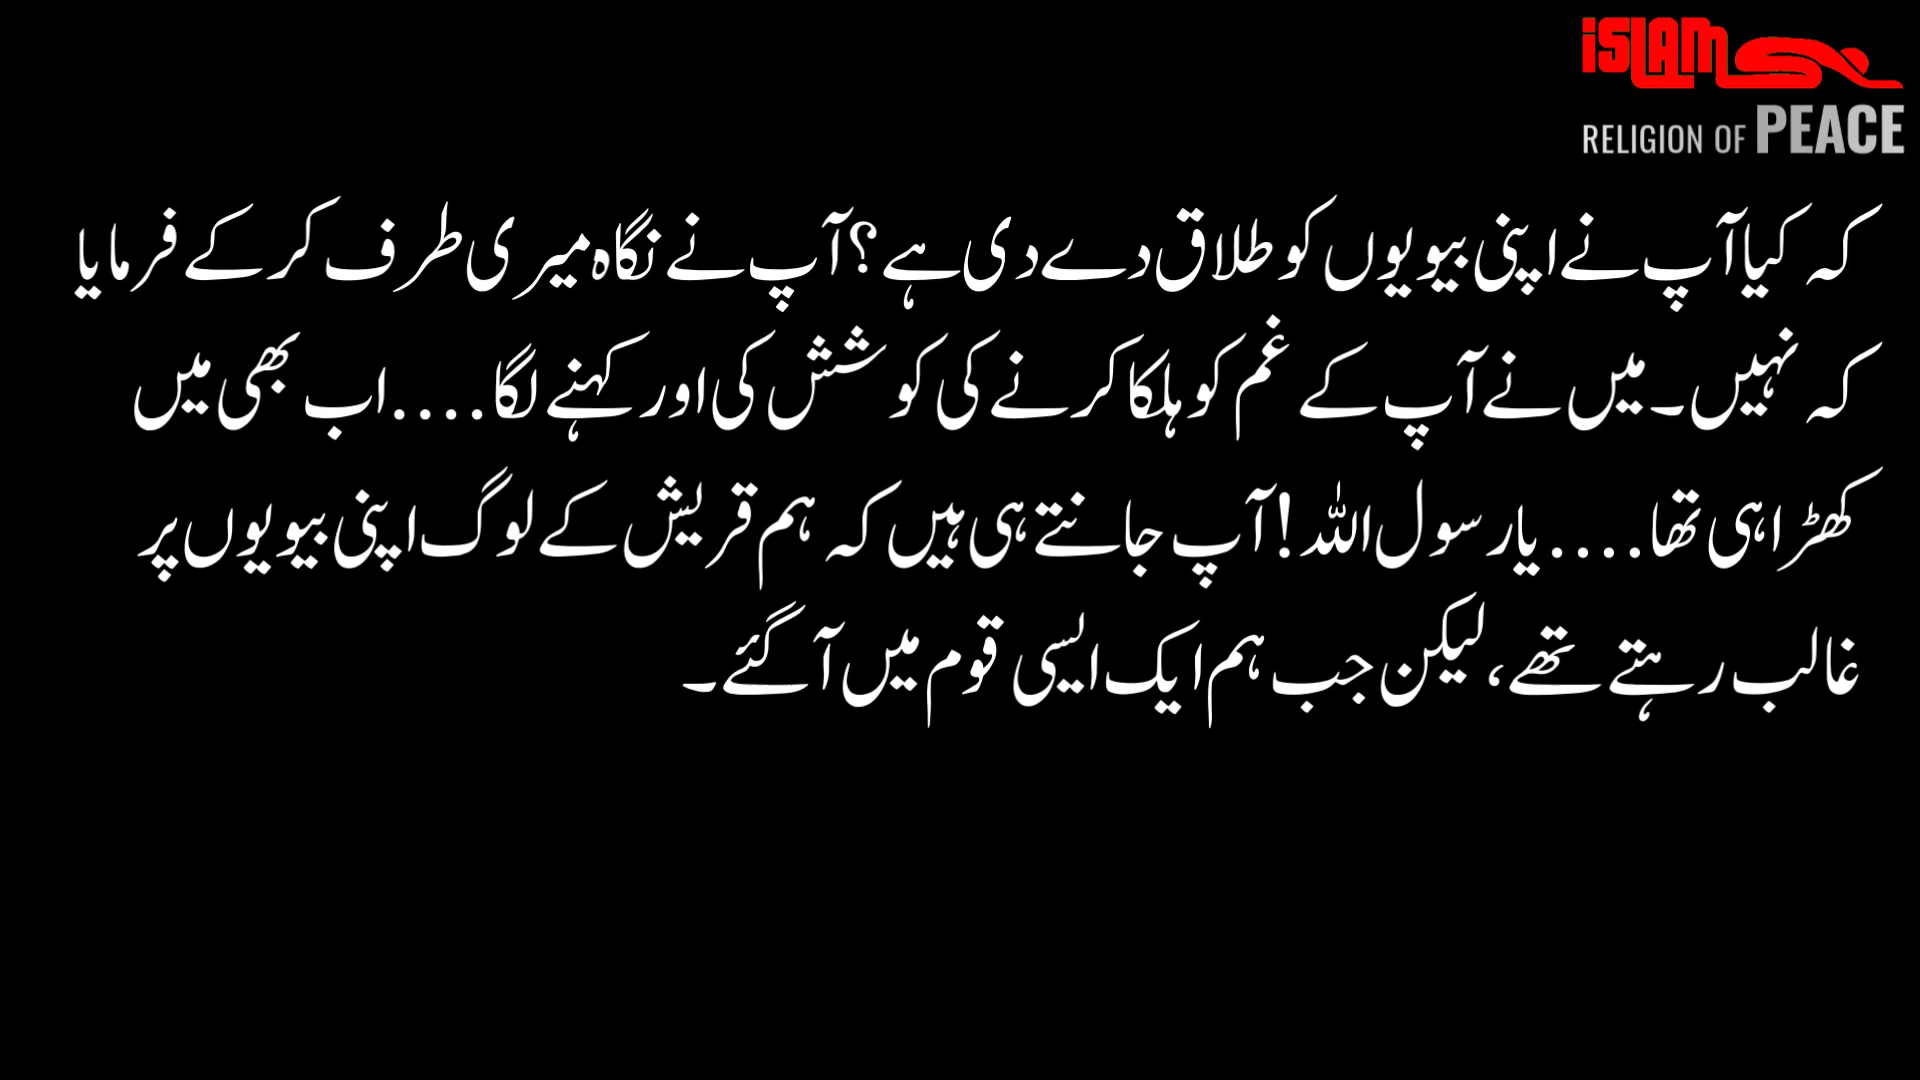 ISLAM
RELIGION OF PEACE
کہ کیا آپ نے اپنی بیویوں کو طلاق دے دی ہے؟ آپ نے نگاہ میری طرف کر کے فرمایا
کہ نہیں۔ میں نے آپ کے غم کو ہلکا کرنے کی کوشش کی اور کہنے لگا.... اب بھی میں
کھڑا ہی تھا.... یا رسول اللہ! آپ جانتے ہی ہیں کہ ہم قریش کے لوگ اپنی بیویوں پر
غالب رہتے تھے، لیکن جب ہم ایک ایسی قوم میں آ گئے۔